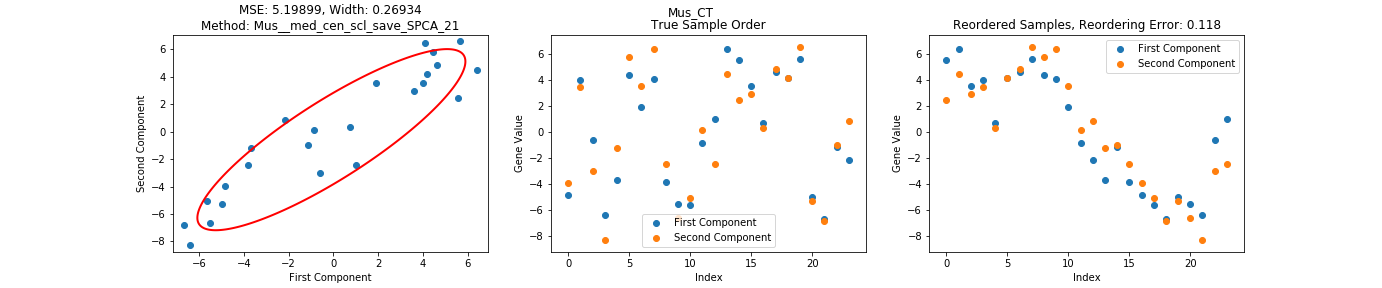 Mus_CT
MSE: 5.19899, Width: 0.26934
Method: Mus__med_cen_scl_save_SPCA_21
6
4
2
0
−2
−4
−6
−8
−6
−4
−2
0
2
4
6
Second Component
First Component
True Sample Order
6
4
2
0
−2
−4
−6
−8
0
5
10
15
20
Gene Value
Index
First Component
Second Component
Reordered Samples, Reordering Error: 0.118
6
4
2
0
−2
−4
−6
−8
0
5
10
15
20
Gene Value
Index
First Component
Second Component